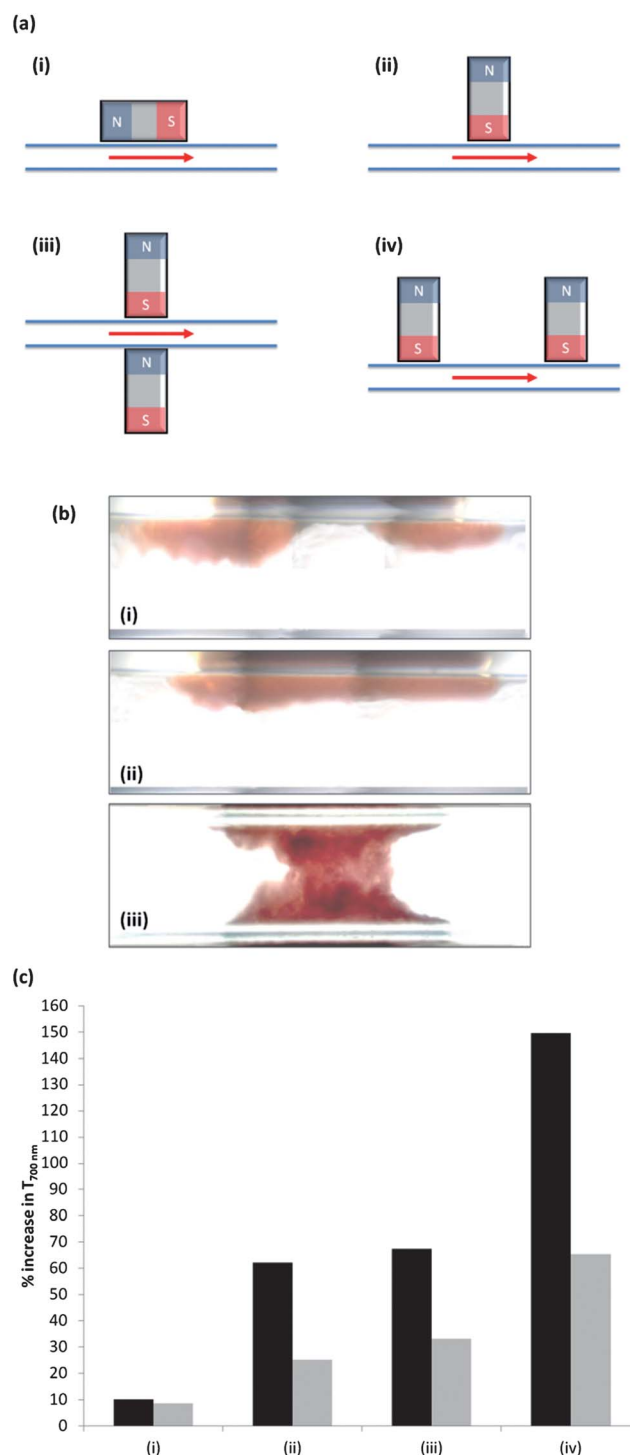 (a)
(i)
(ii)
N S
N
S
(iii)
(iv)
N
S
N
S
N
S
N
S
(b)
(i)
(ii)
(iii)
(c)
% increase in T700 nm
160
150
140
130
120
110
100
90
80
70
60
50
40
30
20
10
0
(i) (ii) (iii) (iv)